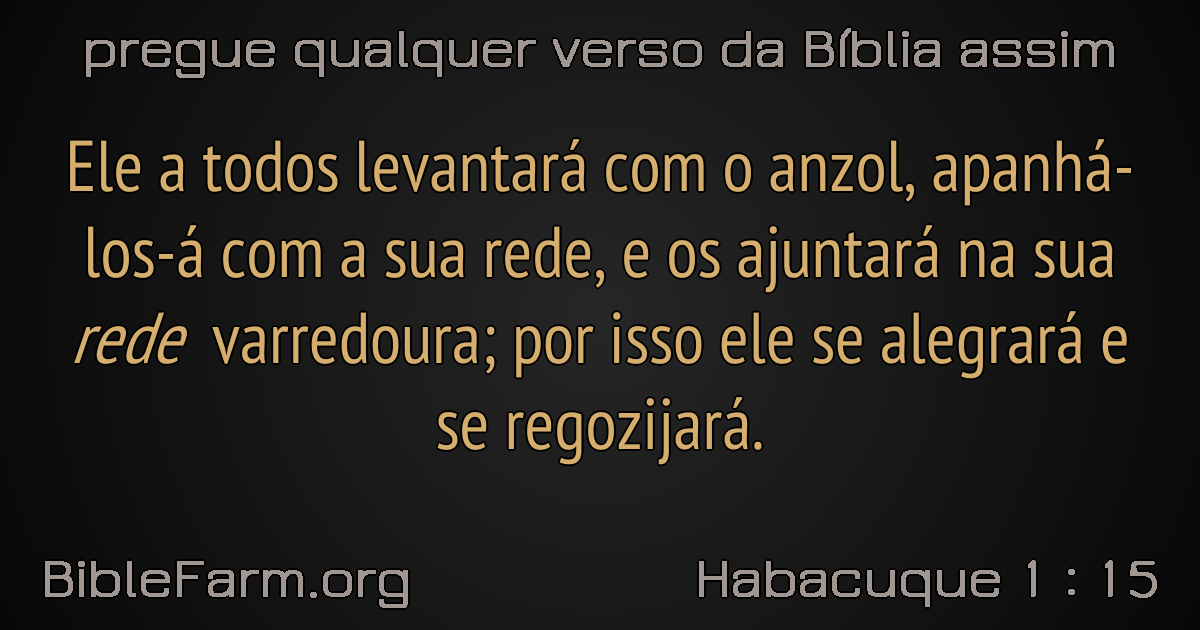 pregue qualquer verso da Bíblia assim
Ele a todos levantará com o anzol, apanhá-
los-á com a sua rede, e os ajuntará na sua
rede varredoura; por isso ele se alegrará e
se regozijará.
BibleFarm.org
Habacuque 1 : 15